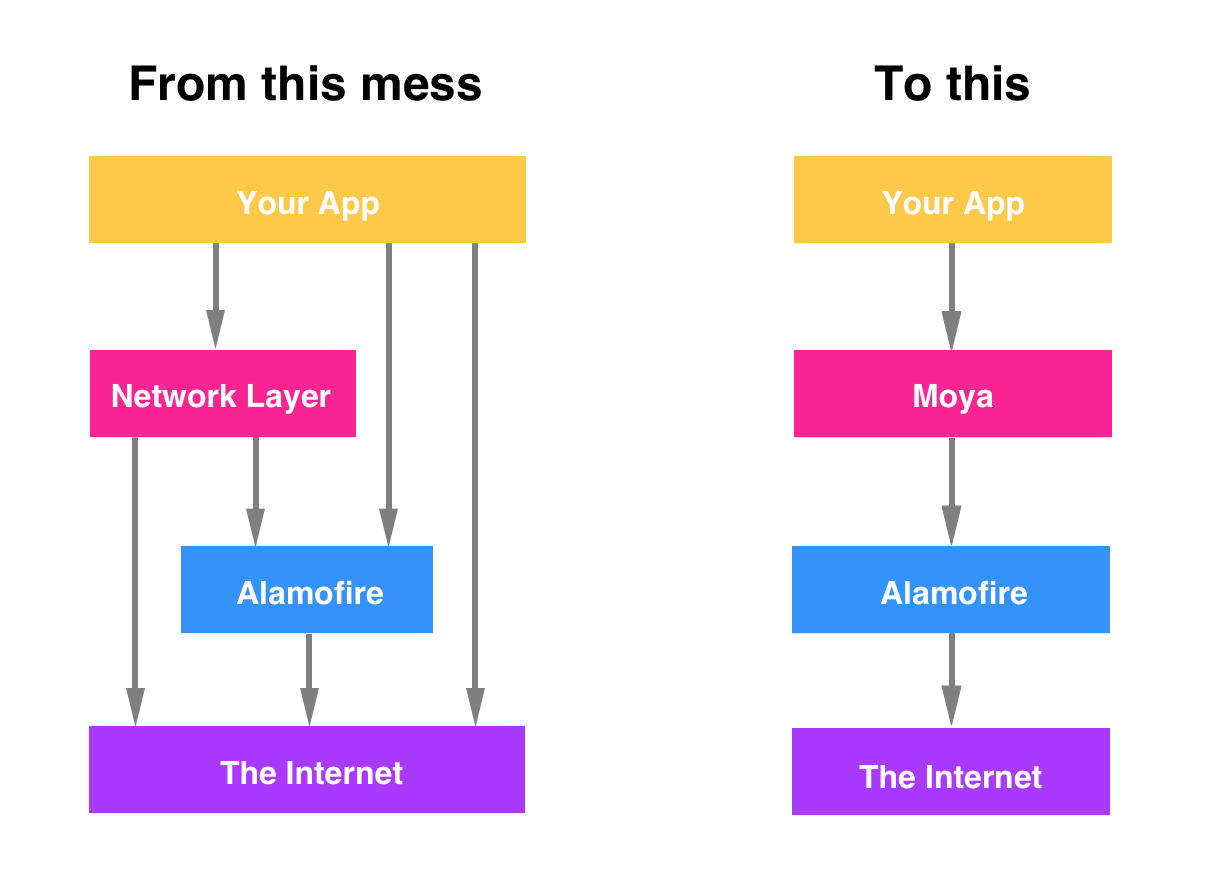 From this mess
Your App
Network Layer
Alamofire
The Internet
To this
Your App
Moya
Alamofire
The Internet